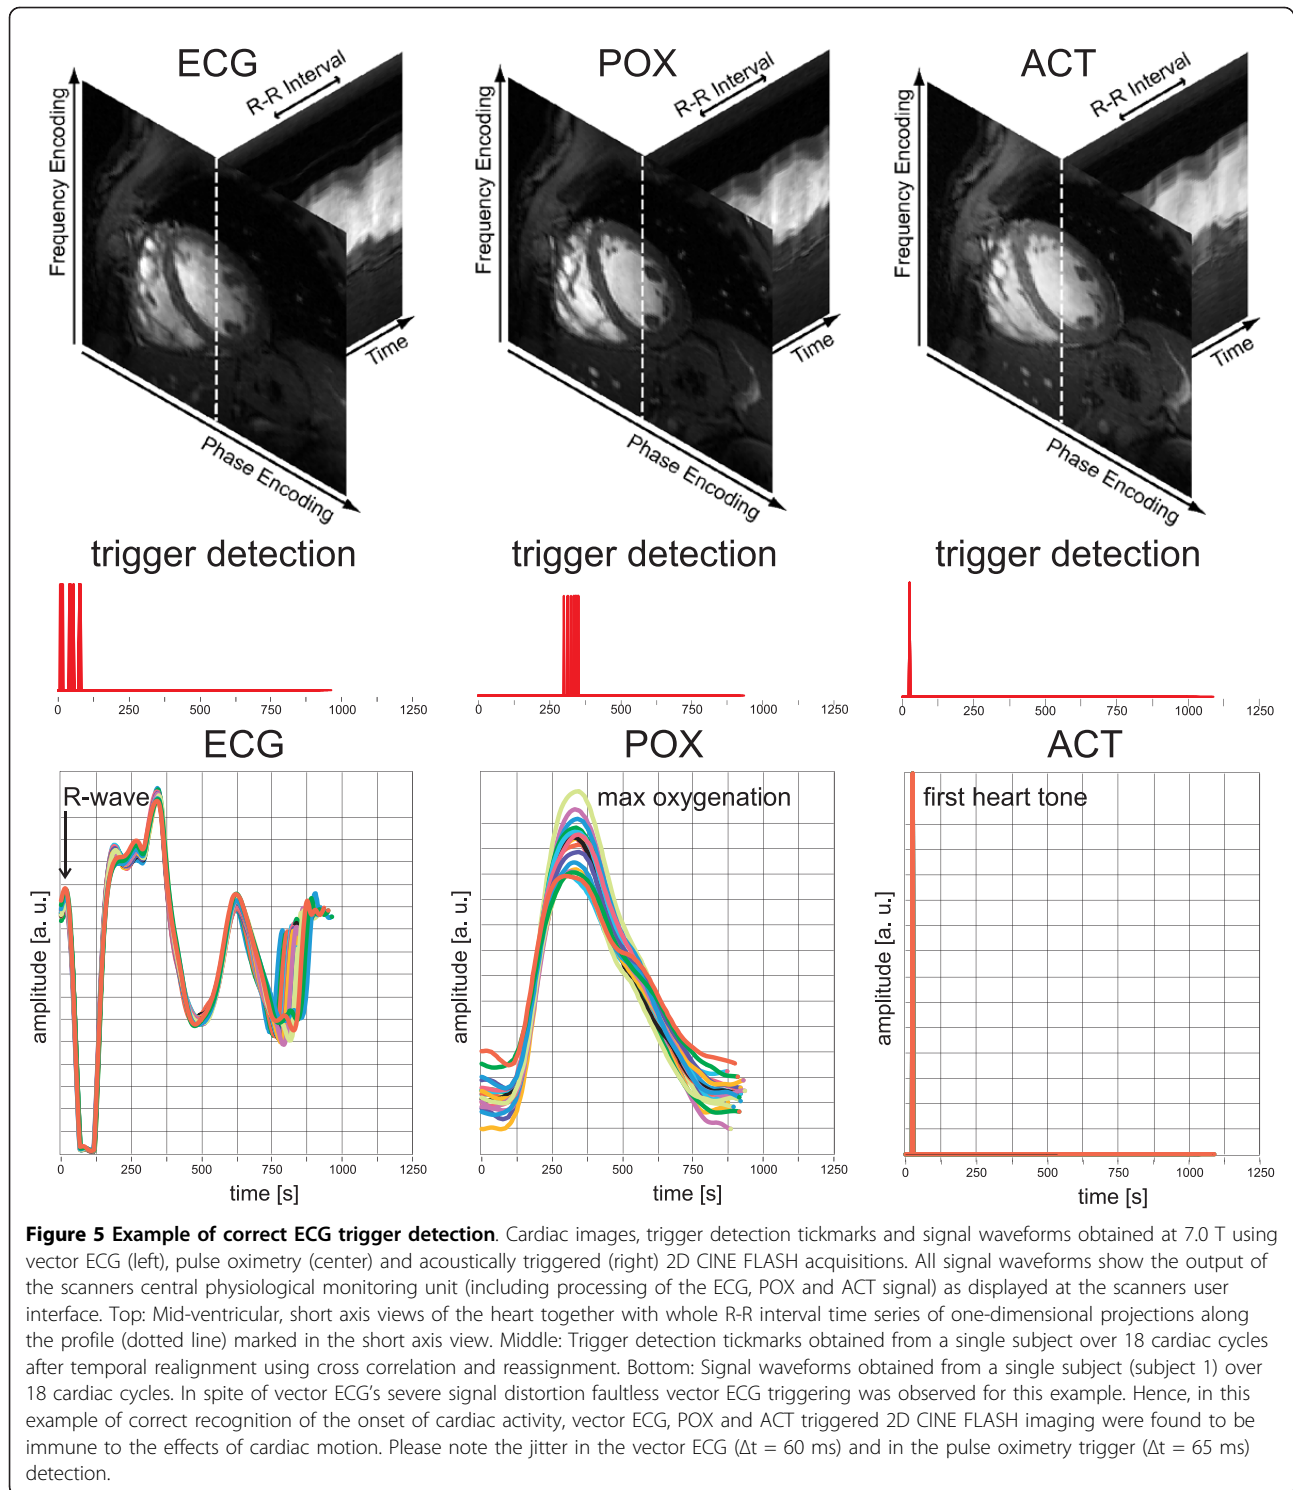 ECG
POX
ACT
R-R Interval
R-R Interval
R-R Interval
Frequency Encoding
Frequency Encoding
Frequency Encoding
Time
Time
Time
Phase Encoding
Phase Encoding
Phase Encoding
trigger detection
trigger detection
trigger detection
0 250 500 750 1000 1250
0 250 500 750 1000 1250
0 250 500 750 1000 1250
ECG
POX
ACT
R-wave
max oxygenation
first heart tone
amplitude [a. u.]
amplitude [a. u.]
amplitude [a. u.]
0 250 500 750 1000 1250
0 250 500 750 1000 1250
0 250 500 750 1000 1250
time [s]
time [s]
time [s]
Figure 5 Example of correct ECG trigger detection. Cardiac images, trigger detection tickmarks and signal waveforms obtained at 7.0 T using
vector ECG (left), pulse oximetry (center) and acoustically triggered (right) 2D CINE FLASH acquisitions. All signal waveforms show the output of
the scanners central physiological monitoring unit (including processing of the ECG, POX and ACT signal) as displayed at the scanners user
interface. Top: Mid-ventricular, short axis views of the heart together with whole R-R interval time series of one-dimensional projections along
the profile (dotted line) marked in the short axis view. Middle: Trigger detection tickmarks obtained from a single subject over 18 cardiac cycles
after temporal realignment using cross correlation and reassignment. Bottom: Signal waveforms obtained from a single subject (subject 1) over
18 cardiac cycles. In spite of vector ECG's severe signal distortion faultless vector ECG triggering was observed for this example. Hence, in this
example of correct recognition of the onset of cardiac activity, vector ECG, POX and ACT triggered 2D CINE FLASH imaging were found to be
immune to the effects of cardiac motion. Please note the jitter in the vector ECG (Δt = 60 ms) and in the pulse oximetry trigger (Δt = 65 ms)
detection.